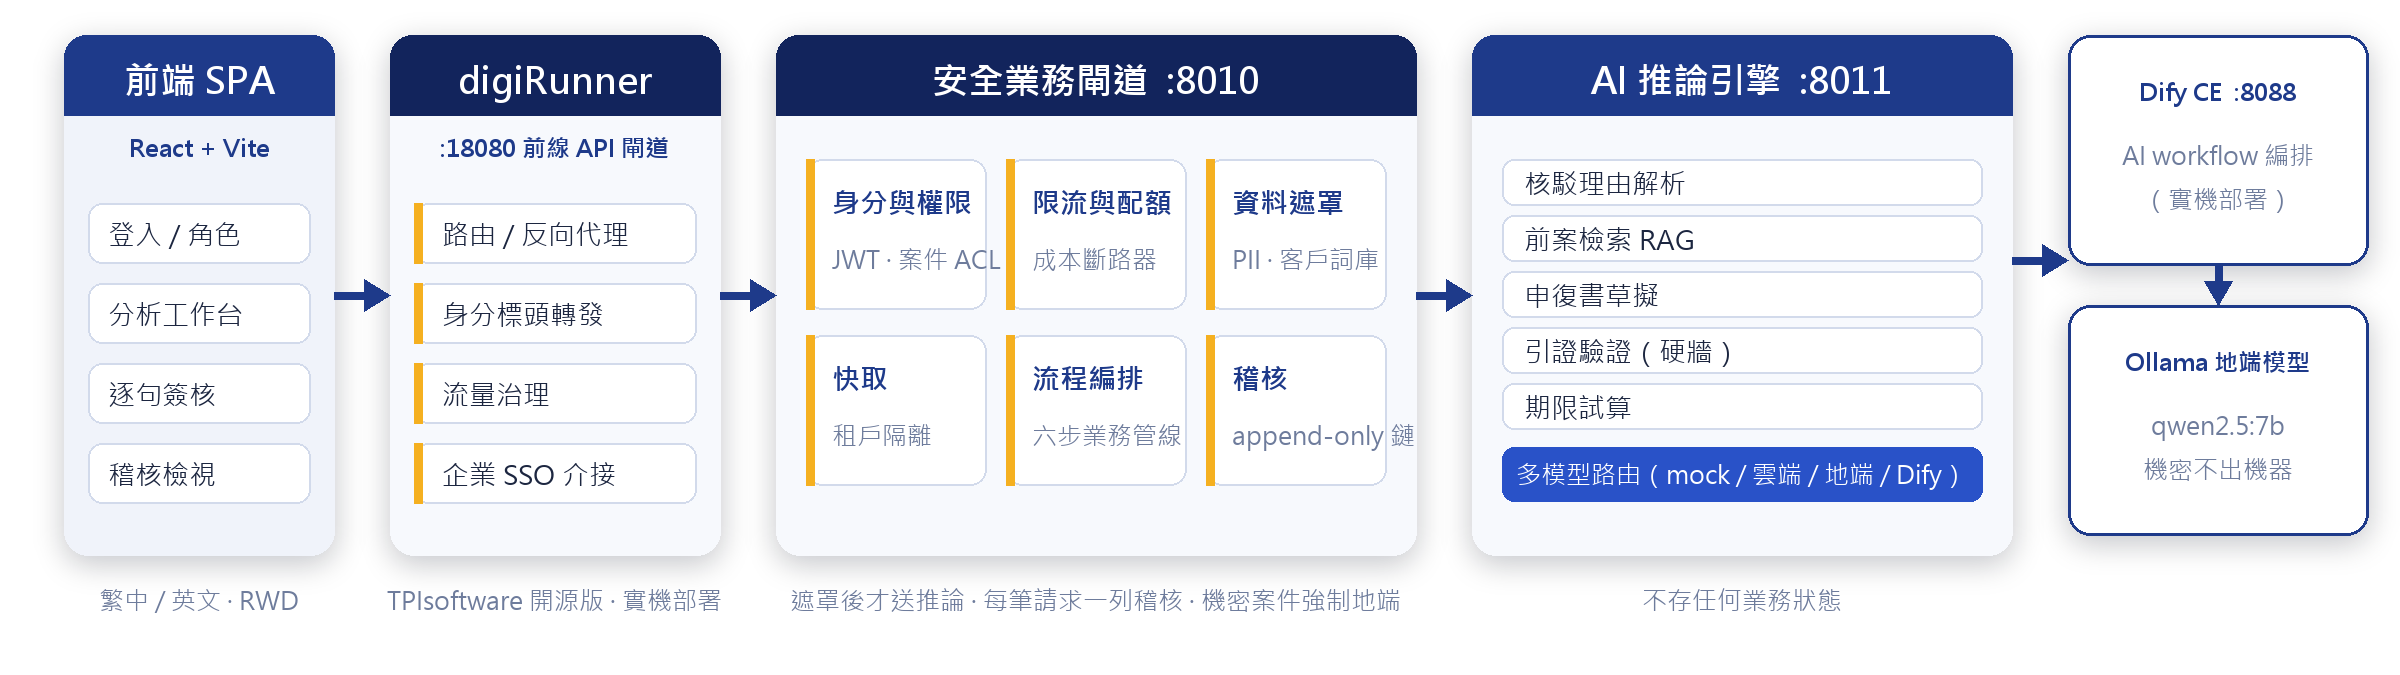 前端 SPA
React + Vite
登入 / 角色
分析工作台
逐句簽核
稽核檢視
繁中 / 英文 · RWD
digiRunner
:18080 前線 API 閘道
路由 / 反向代理
身分標頭轉發
流量治理
企業 SSO 介接
TPIsoftware 開源版 · 實機部署
安全業務閘道 :8010
身分與權限
JWT · 案件 ACL
限流與配額
成本斷路器
資料遮罩
PII · 客戶詞庫
快取
租戶隔離
流程編排
六步業務管線
稽核
append-only 鏈
遮罩後才送推論 · 每筆請求一列稽核 · 機密案件強制地端
AI 推論引擎 :8011
核駁理由解析
前案檢索 RAG
申復書草擬
引證驗證（硬牆）
期限試算
多模型路由（mock / 雲端 / 地端 / Dify）
不存任何業務狀態
Dify CE :8088
AI workflow 編排
（實機部署）
Ollama 地端模型
qwen2.5:7b
機密不出機器